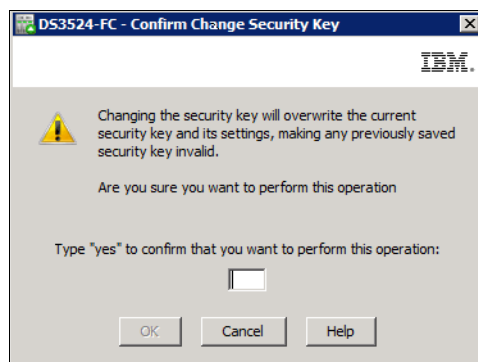 DS3524-FC - Confirm Change Security Key
IBM.
Changing the security key will overwrite the current
security key and its settings, making any previously saved
security key invalid.
Are you sure you want to perform this operation
Type "yes" to confirm that you want to perform this operation:
OK Cancel Help